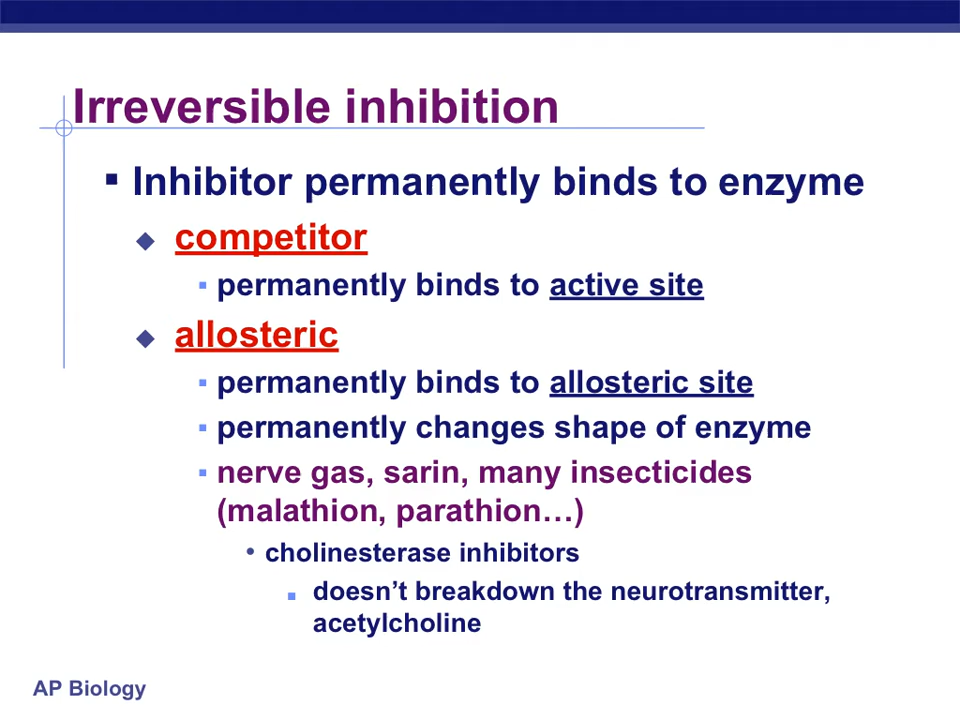 Irreversible inhibition
▪ Inhibitor permanently binds to enzyme
◆ competitor
▪ permanently binds to active site
◆ allosteric
▪ permanently binds to allosteric site
▪ permanently changes shape of enzyme
▪ nerve gas, sarin, many insecticides
(malathion, parathion…)
• cholinesterase inhibitors
■ doesn’t breakdown the neurotransmitter,
acetylcholine
AP Biology